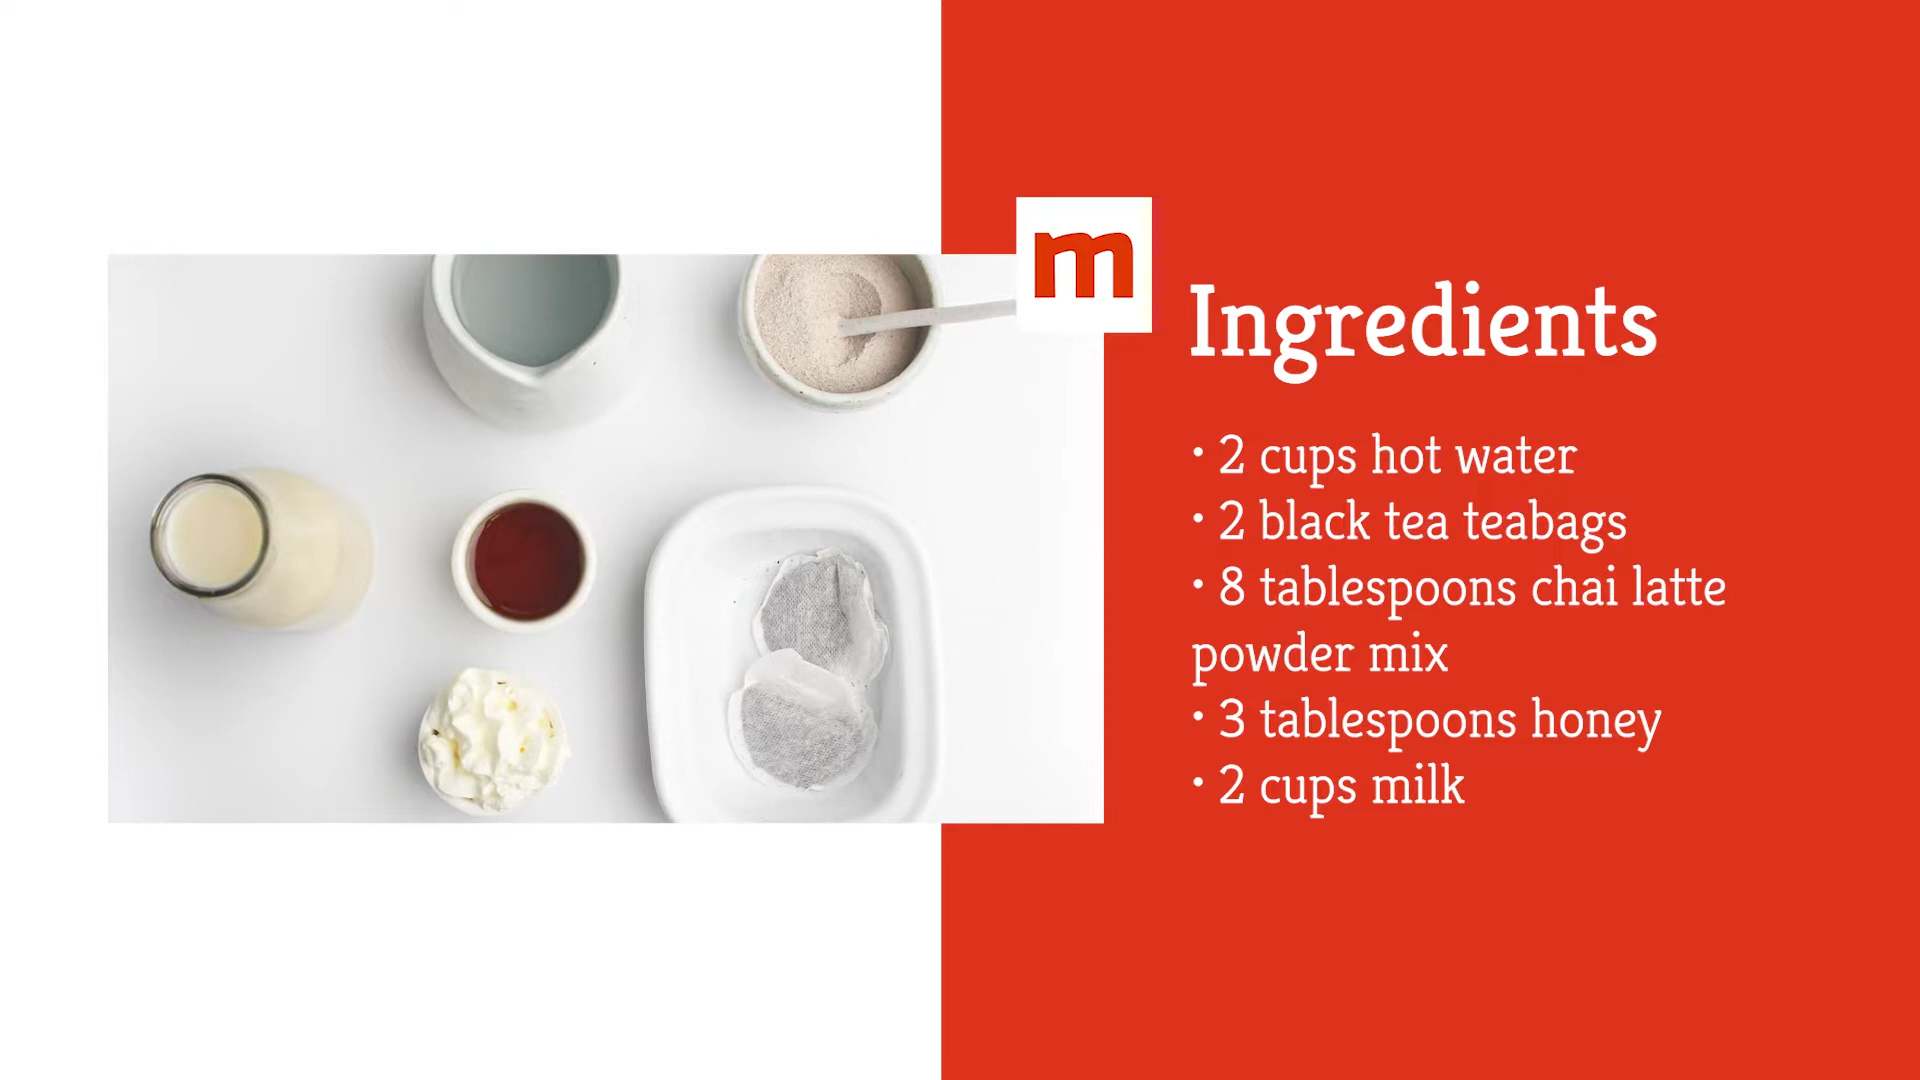 m
Ingredients
• 2 cups hot water
• 2 black tea teabags
• 8 tablespoons chai latte
powder mix
• 3 tablespoons honey
• 2 cups milk